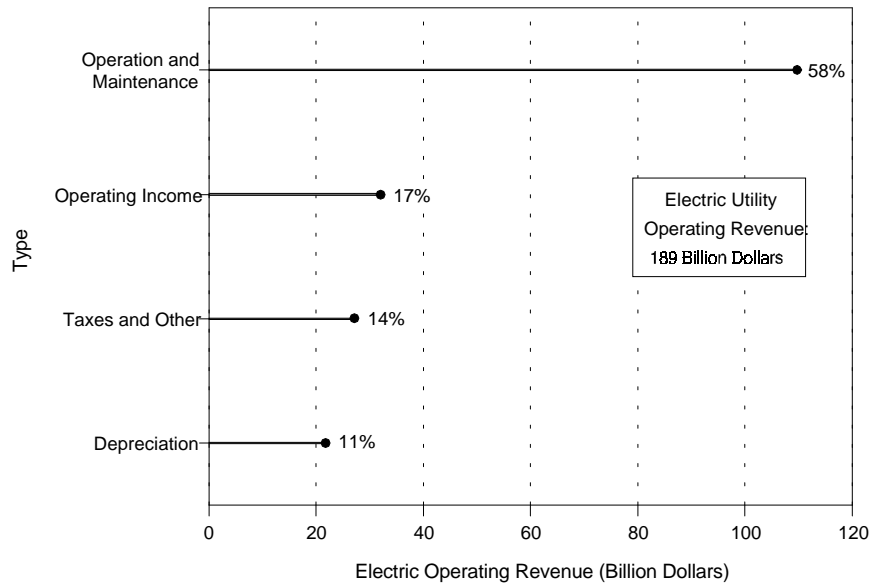 Operation and
Maintenance
58%
Operating Income
17%
Electric Utility
Operating Revenue:
189 Billion Dollars
Type
Taxes and Other
14%
Depreciation
11%
0 20 40 60 80 100 120
Electric Operating Revenue (Billion Dollars)